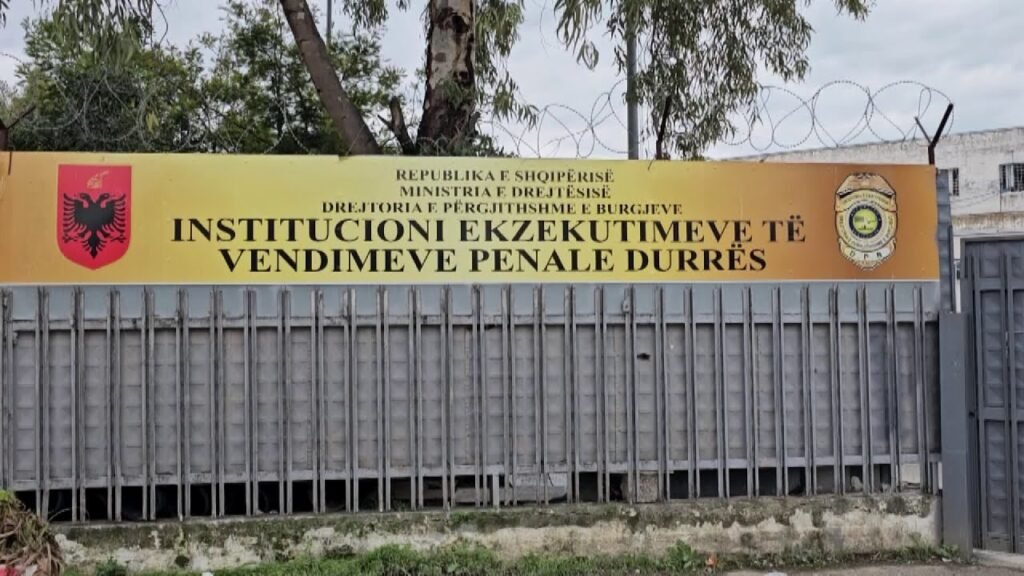 REPUBLIKA E SHQIPËRISË
MINISTRIA E DREJTËSISË
DREJTORIA E PËRGJITHSHME E BURGJEVE
INSTITUCIONI EKZEKUTIMEVE TË
VENDIMEVE PENALE DURRËS
D P B